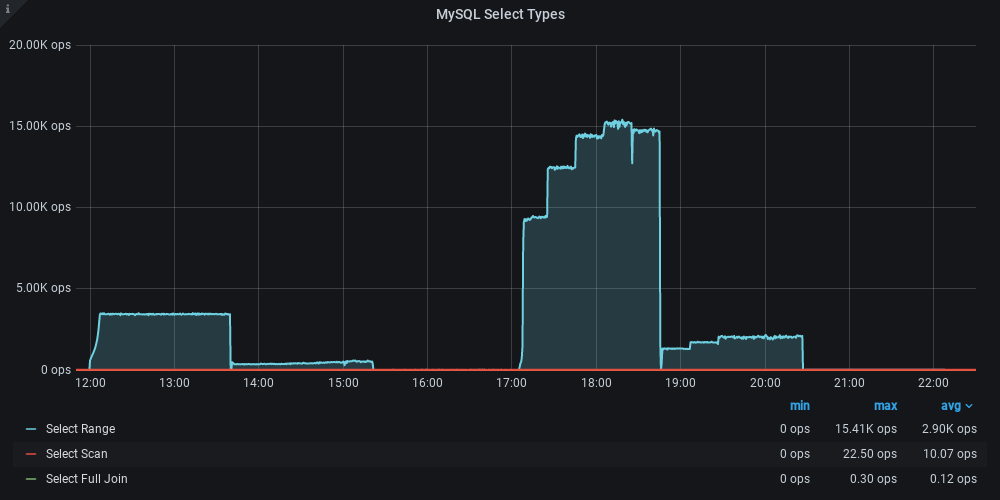 i
MySQL Select Types
20.00K ops
15.00K ops
10.00K ops
5.00K ops
0 ops
12:00 13:00 14:00 15:00 16:00 17:00 18:00 19:00 20:00 21:00 22:00
min max avg
Select Range 0 ops 15.41K ops 2.90K ops
Select Scan 0 ops 22.50 ops 10.07 ops
Select Full Join 0 ops 0.30 ops 0.12 ops